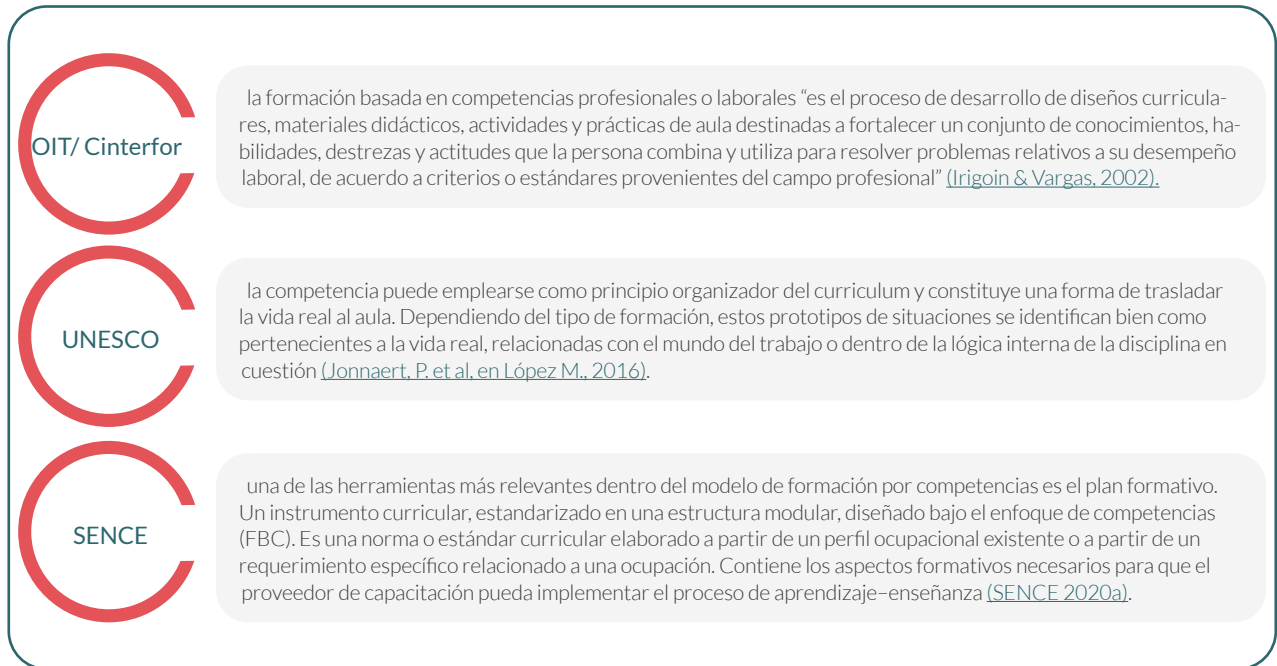 OIT/ Cinterfor
la formación basada en competencias profesionales o laborales “es el proceso de desarrollo de diseños curricula-
res, materiales didácticos, actividades y prácticas de aula destinadas a fortalecer un conjunto de conocimientos, ha-
bilidades, destrezas y actitudes que la persona combina y utiliza para resolver problemas relativos a su desempeño
laboral, de acuerdo a criterios o estándares provenientes del campo profesional” (Irigoin & Vargas, 2002).
UNESCO
la competencia puede emplearse como principio organizador del curriculum y constituye una forma de trasladar
la vida real al aula. Dependiendo del tipo de formación, estos prototipos de situaciones se identifican bien como
pertenecientes a la vida real, relacionadas con el mundo del trabajo o dentro de la lógica interna de la disciplina en
cuestión (Jonnaert, P. et al, en López M., 2016).
SENCE
una de las herramientas más relevantes dentro del modelo de formación por competencias es el plan formativo.
Un instrumento curricular, estandarizado en una estructura modular, diseñado bajo el enfoque de competencias
(FBC). Es una norma o estándar curricular elaborado a partir de un perfil ocupacional existente o a partir de un
requerimiento específico relacionado a una ocupación. Contiene los aspectos formativos necesarios para que el
proveedor de capacitación pueda implementar el proceso de aprendizaje–enseñanza (SENCE 2020a).